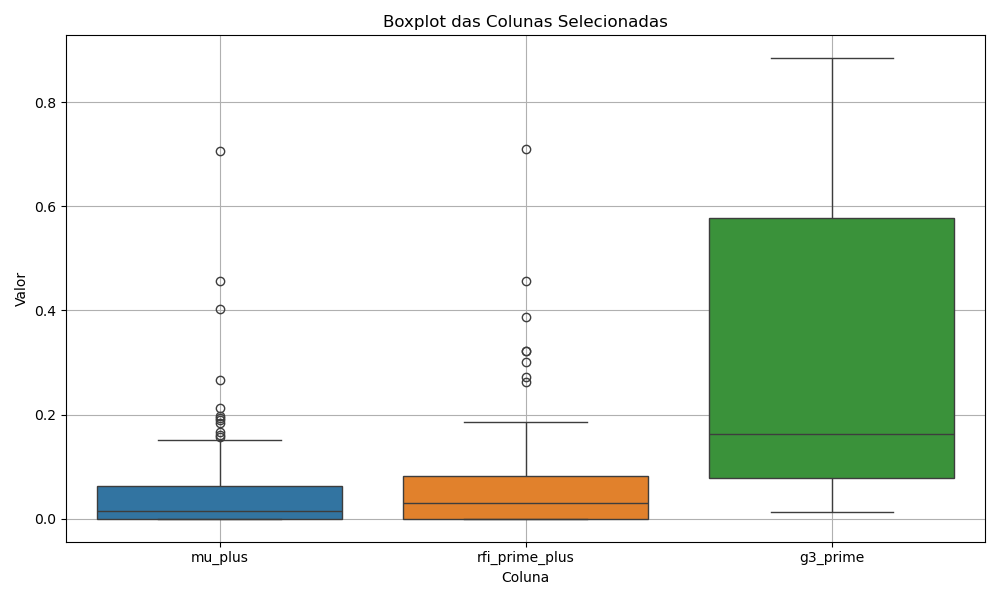 Boxplot das Colunas Selecionadas
Valor
0.8
0.6
0.4
0.2
0.0
mu_plus
rfi_prime_plus
g3_prime
Coluna